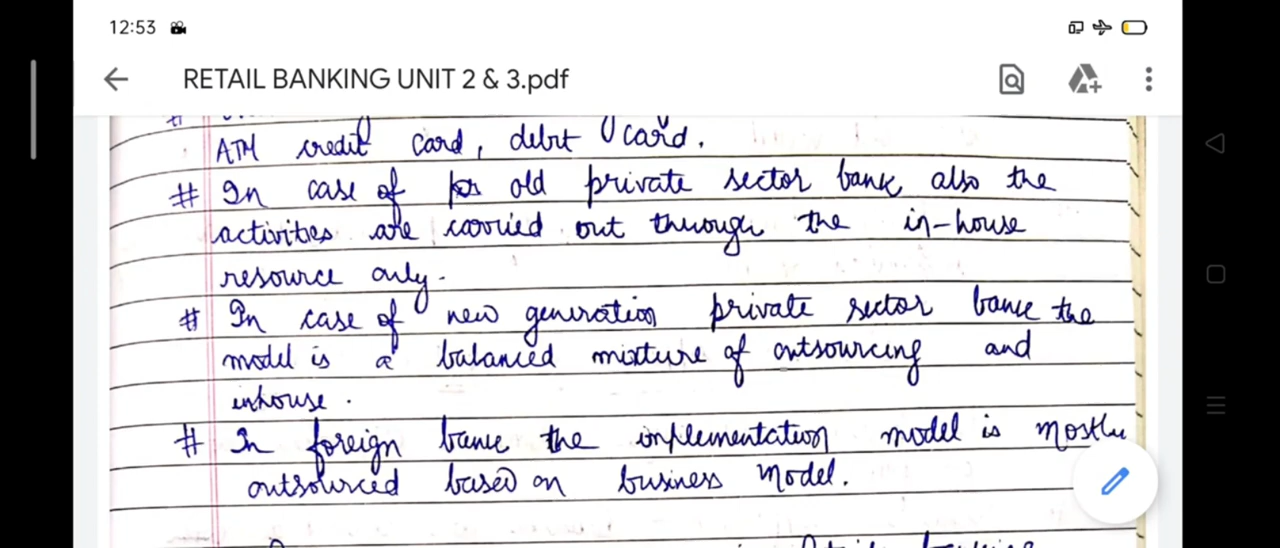 12:53
RETAIL BANKING UNIT 2 & 3.pdf
ATM credit card, debit card.
# In case of old private sector bank also the
activities are carried out through the in-house
resource only.
# In case of new generation private sector bank the
model is a balanced mixture of outsourcing and
inhouse.
# In foreign bank the implementation model is mostly
outsourced based on business model.
banking